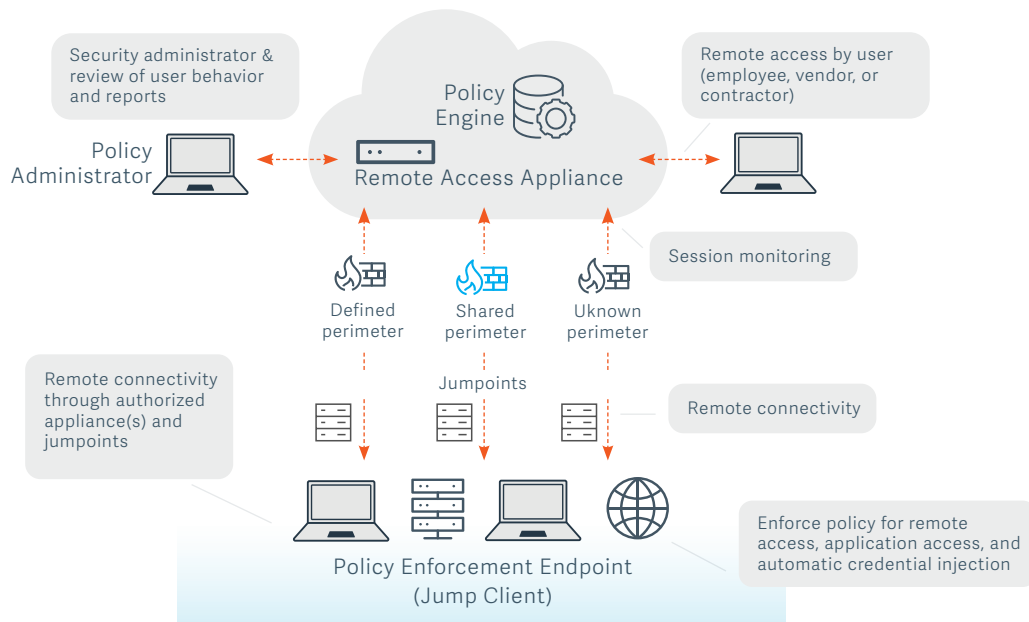 Security administrator &
review of user behavior
and reports
Policy
Administrator
Policy
Engine
Remote Access Appliance
Remote access by user
(employee, vendor, or
contractor)
Session monitoring
Defined
perimeter
Shared
perimeter
Uknown
perimeter
Remote connectivity
through authorized
appliance(s) and
jumpoints
Jumpoints
Remote connectivity
Enforce policy for remote
access, application access, and
automatic credential injection
Policy Enforcement Endpoint
(Jump Client)